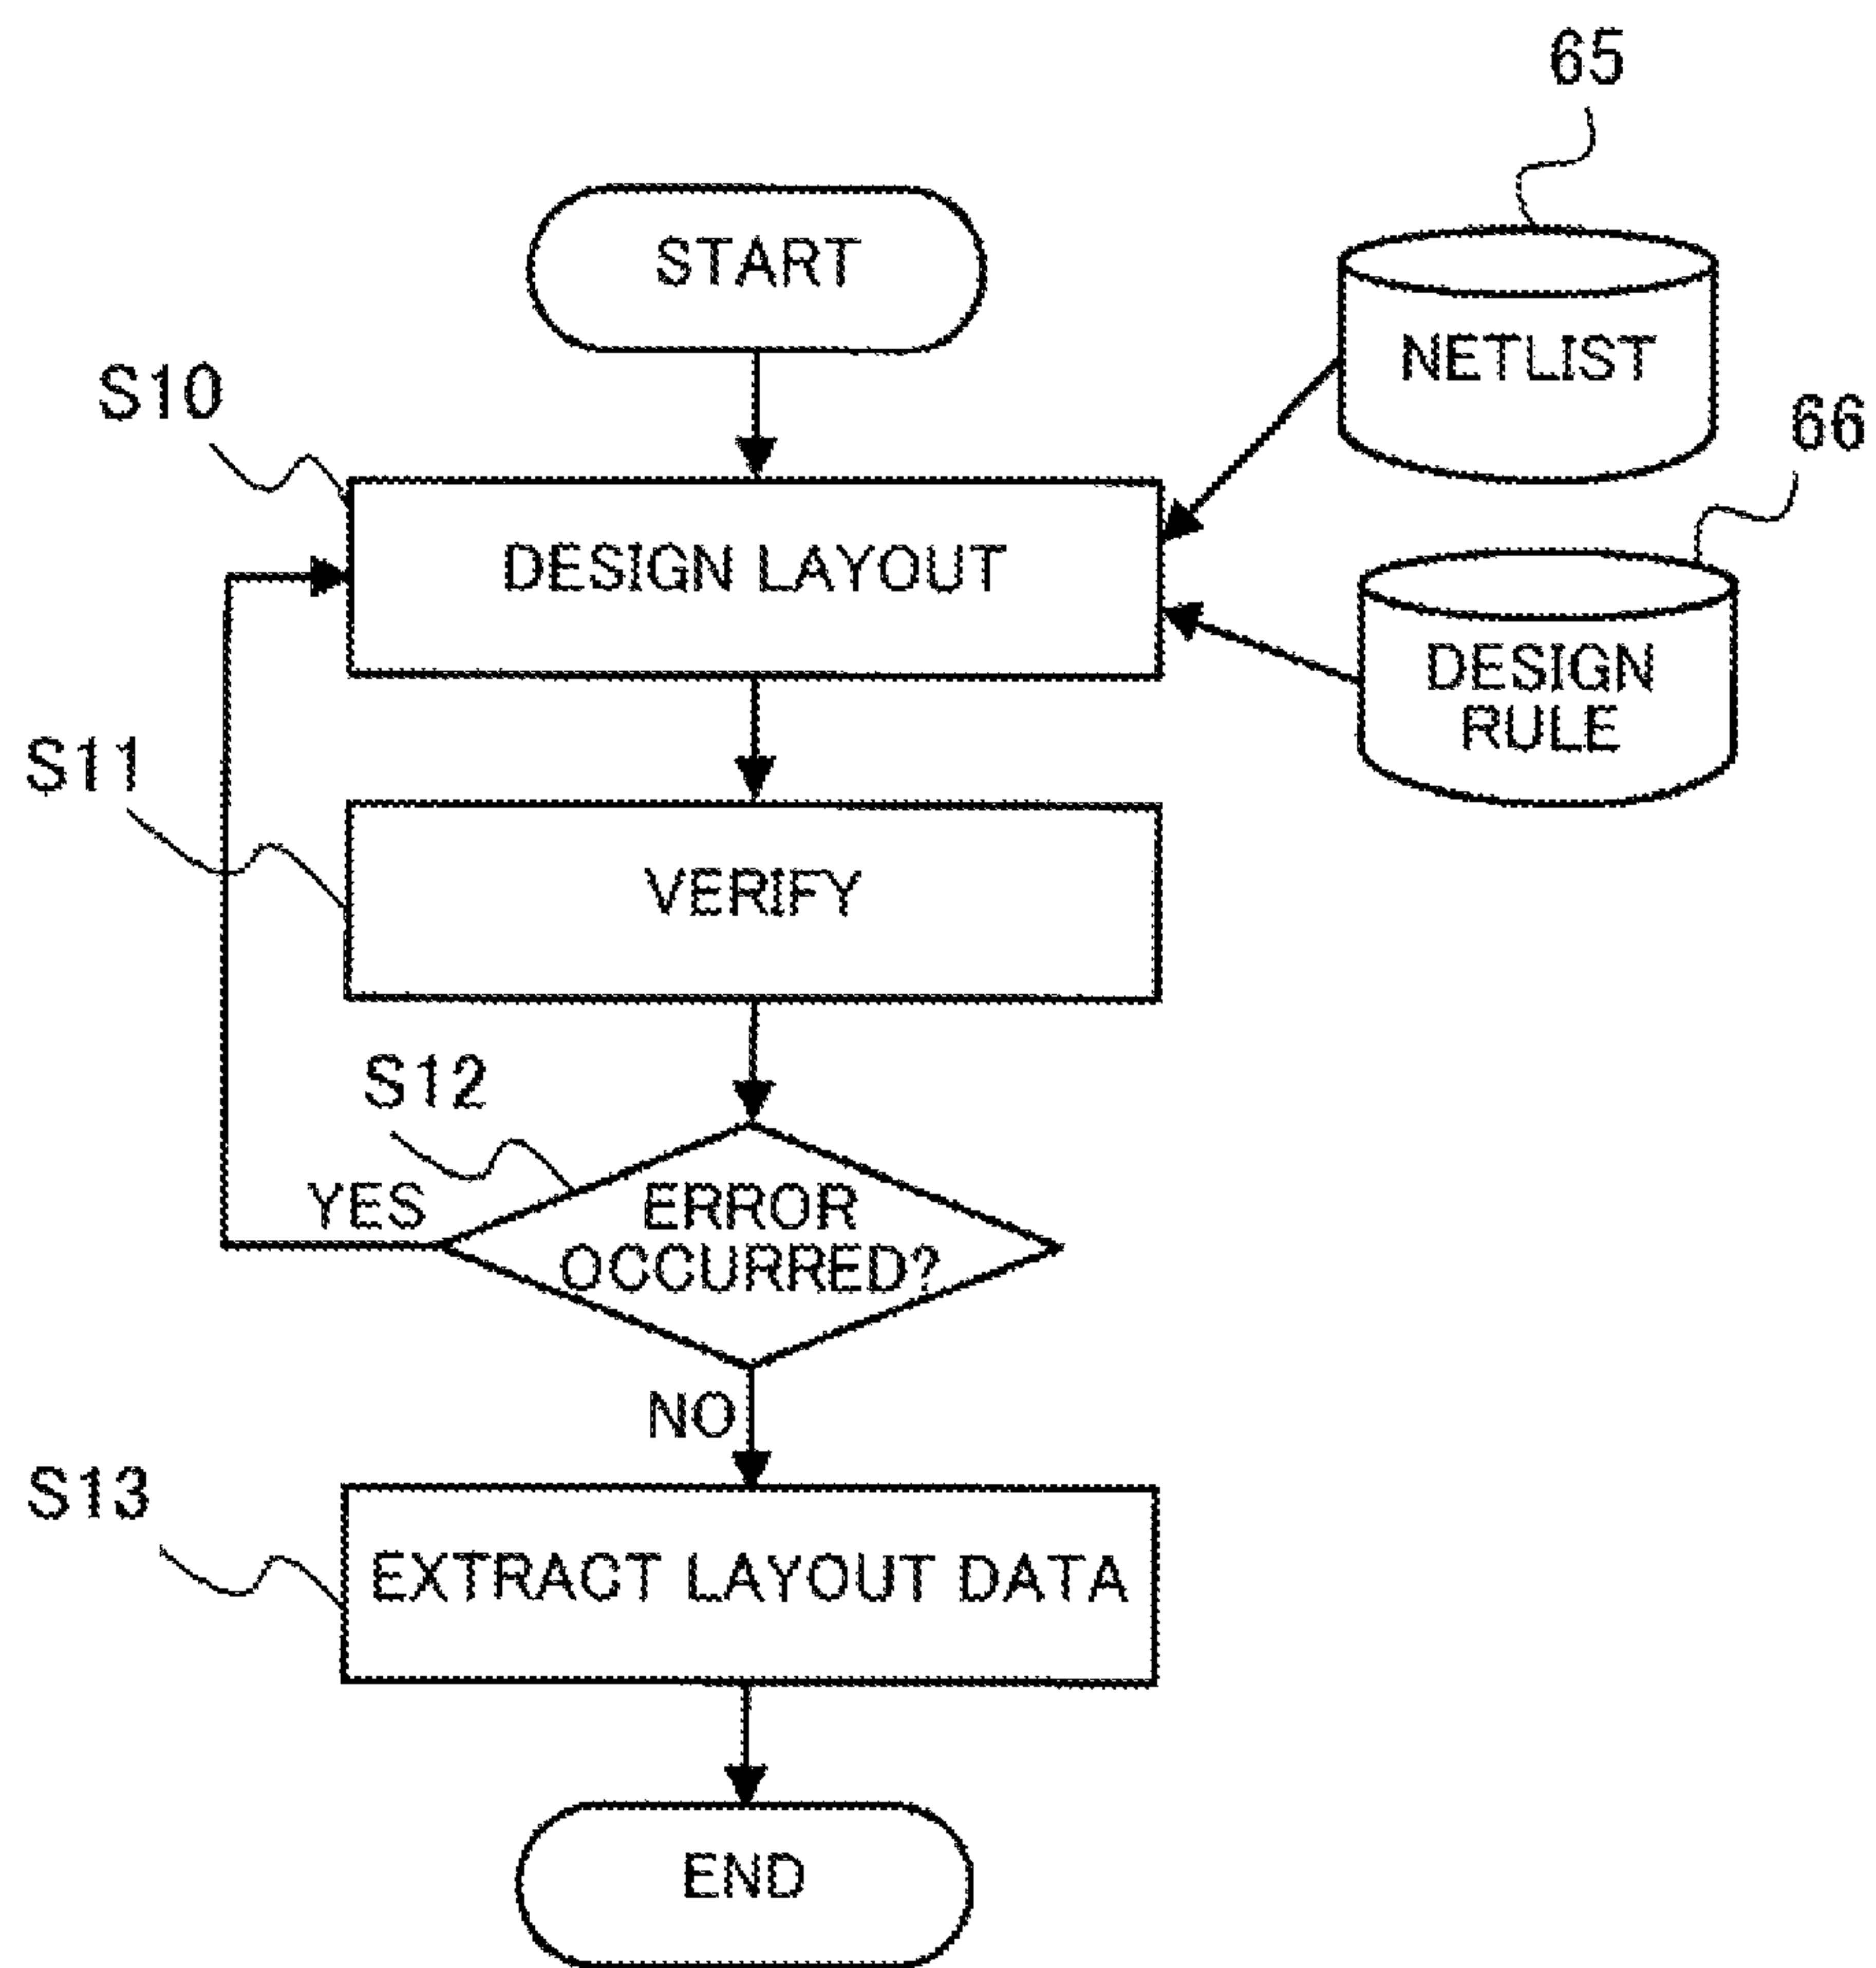 65
START
NETLIST
S10
66
DESIGN LAYOUT
DESIGN
RULE
S11
VERIFY
S12
YES
ERROR
OCCURRED?
NO
S13
EXTRACT LAYOUT DATA
END